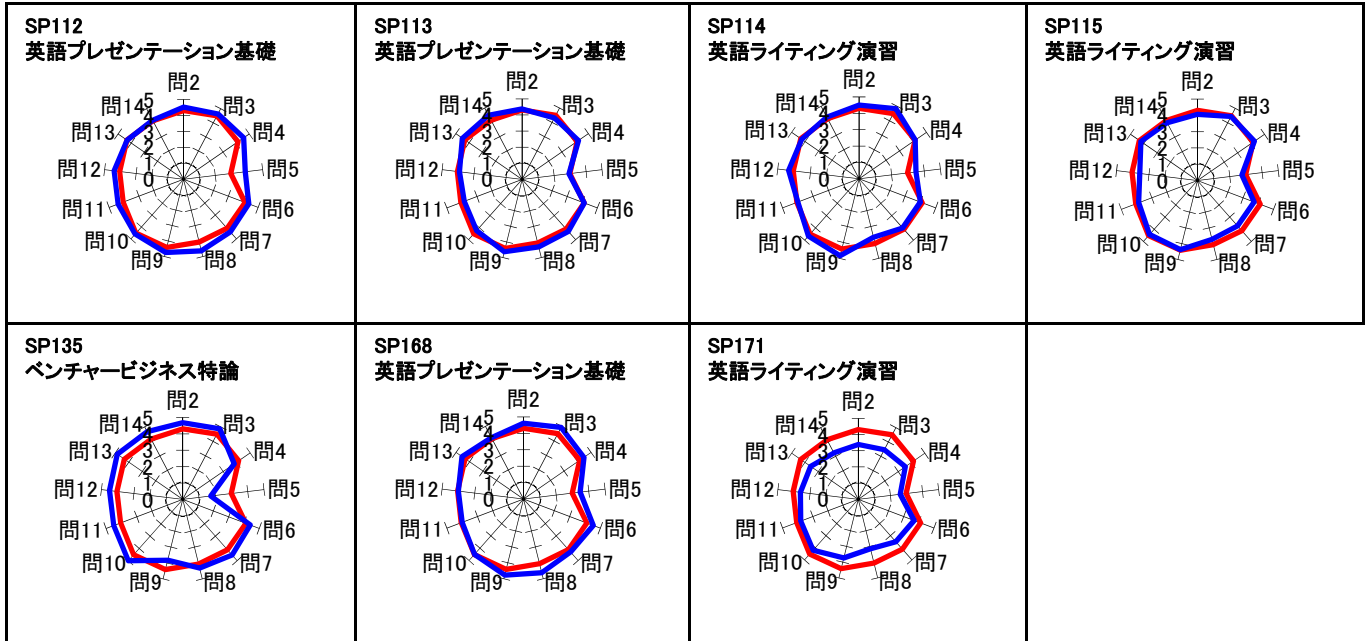 SP112
英語プレゼンテーション基礎
問2
問3
問4
問5
問6
問7
問8
問9
問10
問11
問12
問13
問14
5
4
3
2
1
0
SP113
英語プレゼンテーション基礎
問2
問3
問4
問5
問6
問7
問8
問9
問10
問11
問12
問13
問14
5
4
3
2
1
0
SP114
英語ライティング演習
問2
問3
問4
問5
問6
問7
問8
問9
問10
問11
問12
問13
問14
5
4
3
2
1
0
SP115
英語ライティング演習
問2
問3
問4
問5
問6
問7
問8
問9
問10
問11
問12
問13
問14
5
4
3
2
1
0
SP135
ベンチャービジネス特論
問2
問3
問4
問5
問6
問7
問8
問9
問10
問11
問12
問13
問14
5
4
3
2
1
0
SP168
英語プレゼンテーション基礎
問2
問3
問4
問5
問6
問7
問8
問9
問10
問11
問12
問13
問14
5
4
3
2
1
0
SP171
英語ライティング演習
問2
問3
問4
問5
問6
問7
問8
問9
問10
問11
問12
問13
問14
5
4
3
2
1
0